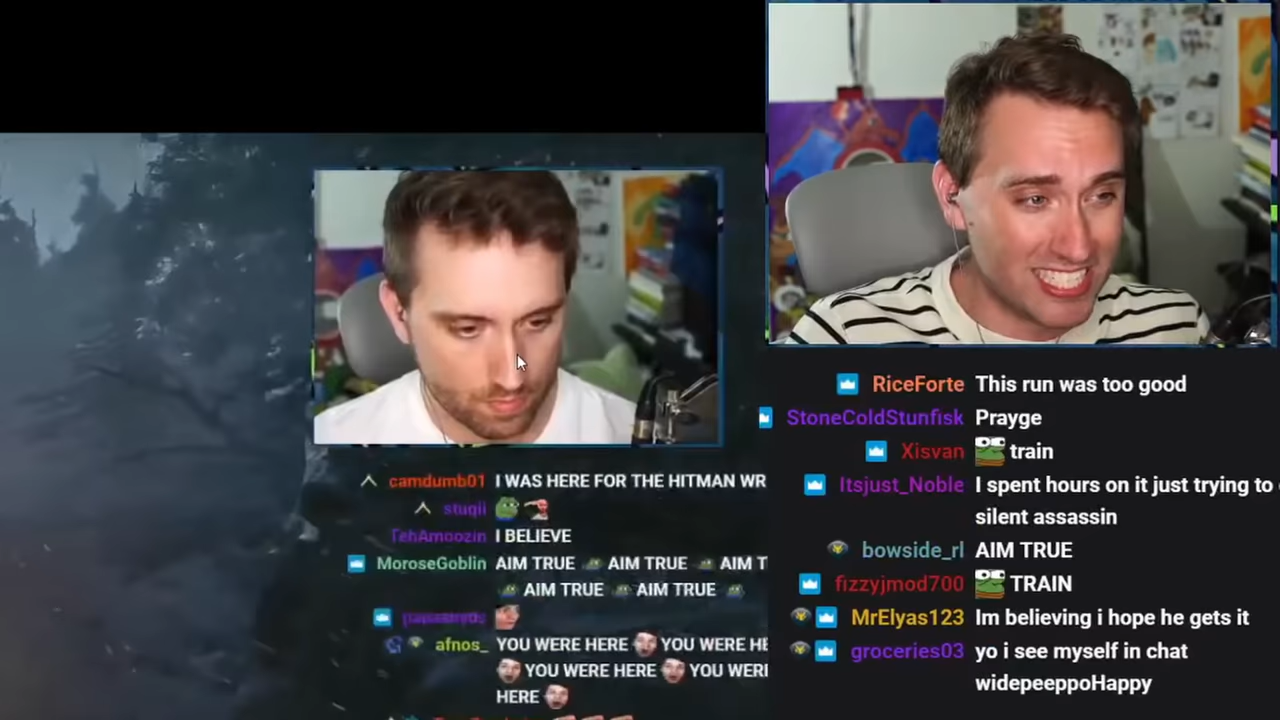 camdumb01 I WAS HERE FOR THE HITMAN WR
stugii
TehAmoozin I BELIEVE
MoroseGoblin AIM TRUE AIM TRUE AIM T
AIM TRUE AIM TRUE
afnos_ YOU WERE HERE YOU WERE HE
YOU WERE HERE YOU WERE
HERE
RiceForte This run was too good
StoneColdStunfisk Prayge
Xisvan train
Itsjust_Noble I spent hours on it just trying to
silent assassin
bowside_rl AIM TRUE
fizzyjmod700 TRAIN
MrElyas123 Im believing i hope he gets it
groceries03 yo i see myself in chat
widepeeppoHappy